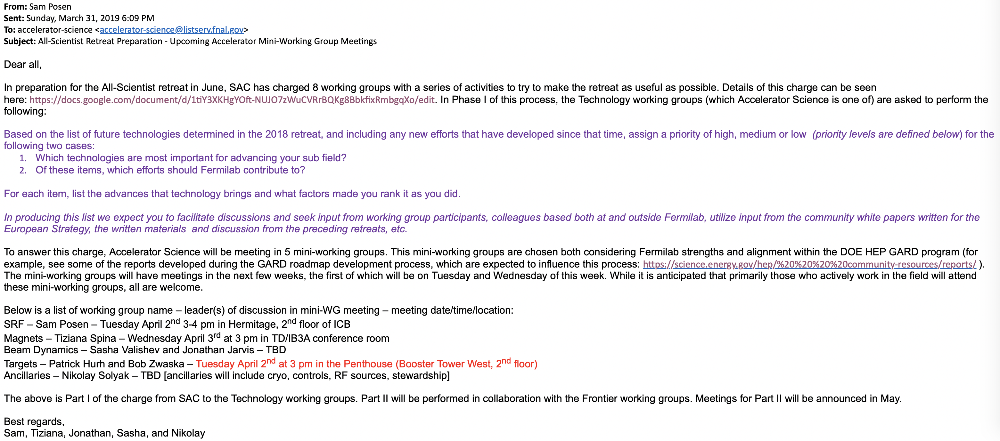 From: Sam Posen
Sent: Sunday, March 31, 2019 6:09 PM
To: accelerator-science <accelerator-science@listserv.fnal.gov>
Subject: All-Scientist Retreat Preparation - Upcoming Accelerator Mini-Working Group Meetings
Dear all,
In preparation for the All-Scientist retreat in June, SAC has charged 8 working groups with a series of activities to try to make the retreat as useful as possible. Details of this charge can be seen
here: https://docs.google.com/document/d/1tiY3XKHgYOft-NUJO7zWuCVRrBQKg8BbkfixRmbgqXo/edit. In Phase I of this process, the Technology working groups (which Accelerator Science is one of) are asked to perform the
following:
Based on the list of future technologies determined in the 2018 retreat, and including any new efforts that have developed since that time, assign a priority of high, medium or low (priority levels are defined below) for the
following two cases:
1. Which technologies are most important for advancing your sub field?
2. Of these items, which efforts should Fermilab contribute to?
For each item, list the advances that technology brings and what factors made you rank it as you did.
In producing this list we expect you to facilitate discussions and seek input from working group participants, colleagues based both at and outside Fermilab, utilize input from the community white papers written for the
European Strategy, the written materials and discussion from the preceding retreats, etc.
To answer this charge, Accelerator Science will be meeting in 5 mini-working groups. This mini-working groups are chosen both considering Fermilab strengths and alignment within the DOE HEP GARD program (for
example, see some of the reports developed during the GARD roadmap development process, which are expected to influence this process: https://science.energy.gov/hep/%20%20%20%20community-resources/reports/ ).
The mini-working groups will have meetings in the next few weeks, the first of which will be on Tuesday and Wednesday of this week. While it is anticipated that primarily those who actively work in the field will attend
these mini-working groups, all are welcome.
Below is a list of working group name – leader(s) of discussion in mini-WG meeting – meeting date/time/location:
SRF – Sam Posen – Tuesday April 2nd 3-4 pm in Hermitage, 2nd floor of ICB
Magnets – Tiziana Spina – Wednesday April 3rd at 3 pm in TD/IB3A conference room
Beam Dynamics – Sasha Valishev and Jonathan Jarvis – TBD
Targets – Patrick Hurh and Bob Zwaska – Tuesday April 2nd at 3 pm in the Penthouse (Booster Tower West, 2nd floor)
Ancillaries – Nikolay Solyak – TBD [ancillaries will include cryo, controls, RF sources, stewardship]
The above is Part I of the charge from SAC to the Technology working groups. Part II will be performed in collaboration with the Frontier working groups. Meetings for Part II will be announced in May.
Best regards,
Sam, Tiziana, Jonathan, Sasha, and Nikolay